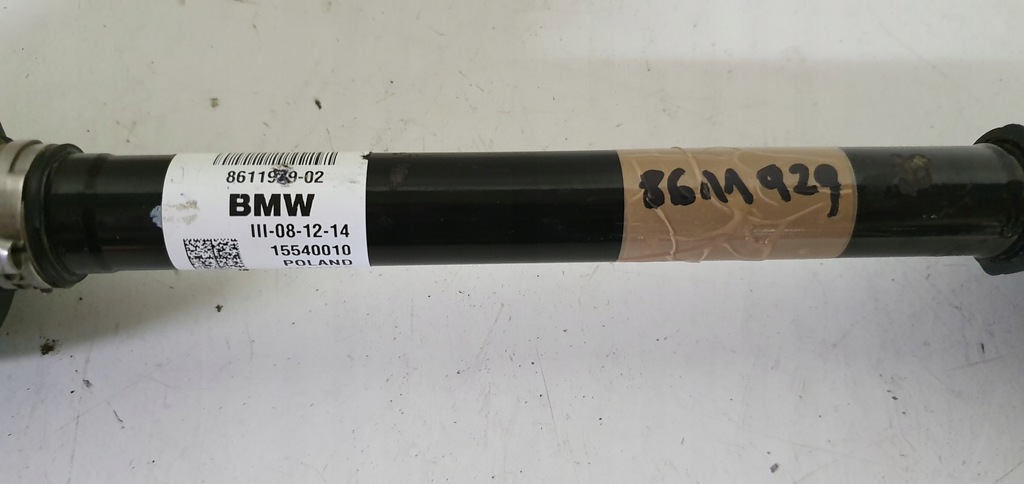 8611929-02
BMW
III-08-12-14
15540010
POLAND
8611929